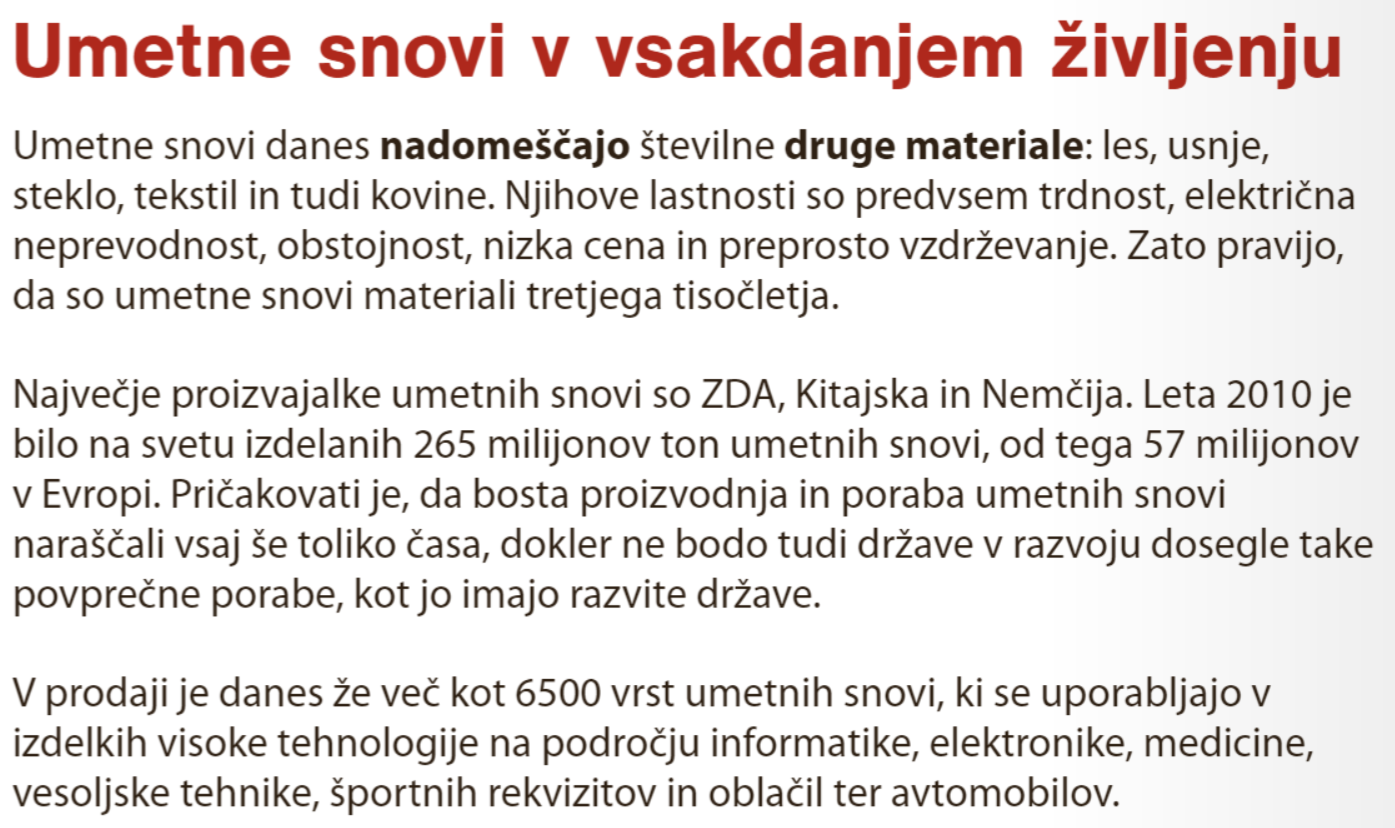 Umetne snovi v vsakdanjem življenju
Umetne snovi danes nadomeščajo številne druge materiale: les, usnje,
steklo, tekstil in tudi kovine. Njihove lastnosti so predvsem trdnost, električna
neprevodnost, obstojnost, nizka cena in preprosto vzdrževanje. Zato pravijo,
da so umetne snovi materiali tretjega tisočletja.
Največje proizvajalke umetnih snovi so ZDA, Kitajska in Nemčija. Leta 2010 je
bilo na svetu izdelanih 265 milijonov ton umetnih snovi, od tega 57 milijonov
v Evropi. Pričakovati je, da bosta proizvodnja in poraba umetnih snovi
naraščali vsaj še toliko časa, dokler ne bodo tudi države v razvoju dosegle take
povprečne porabe, kot jo imajo razvite države.
V prodaji je danes že več kot 6500 vrst umetnih snovi, ki se uporabljajo v
izdelkih visoke tehnologije na področju informatike, elektronike, medicine,
vesoljske tehnike, športnih rekvizitov in oblačil ter avtomobilov.